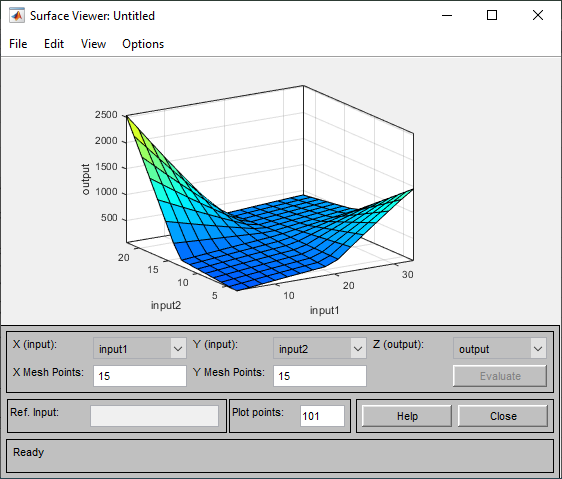 Surface Viewer: Untitled
File Edit View Options
2500
2000
1500
1000
500
output
20
15
10
5
input2
10
20
30
input1
X (input): input1 Y (input): input2 Z (output): output
X Mesh Points: 15 Y Mesh Points: 15 Evaluate
Ref. Input: Plot points: 101 Help Close
Ready